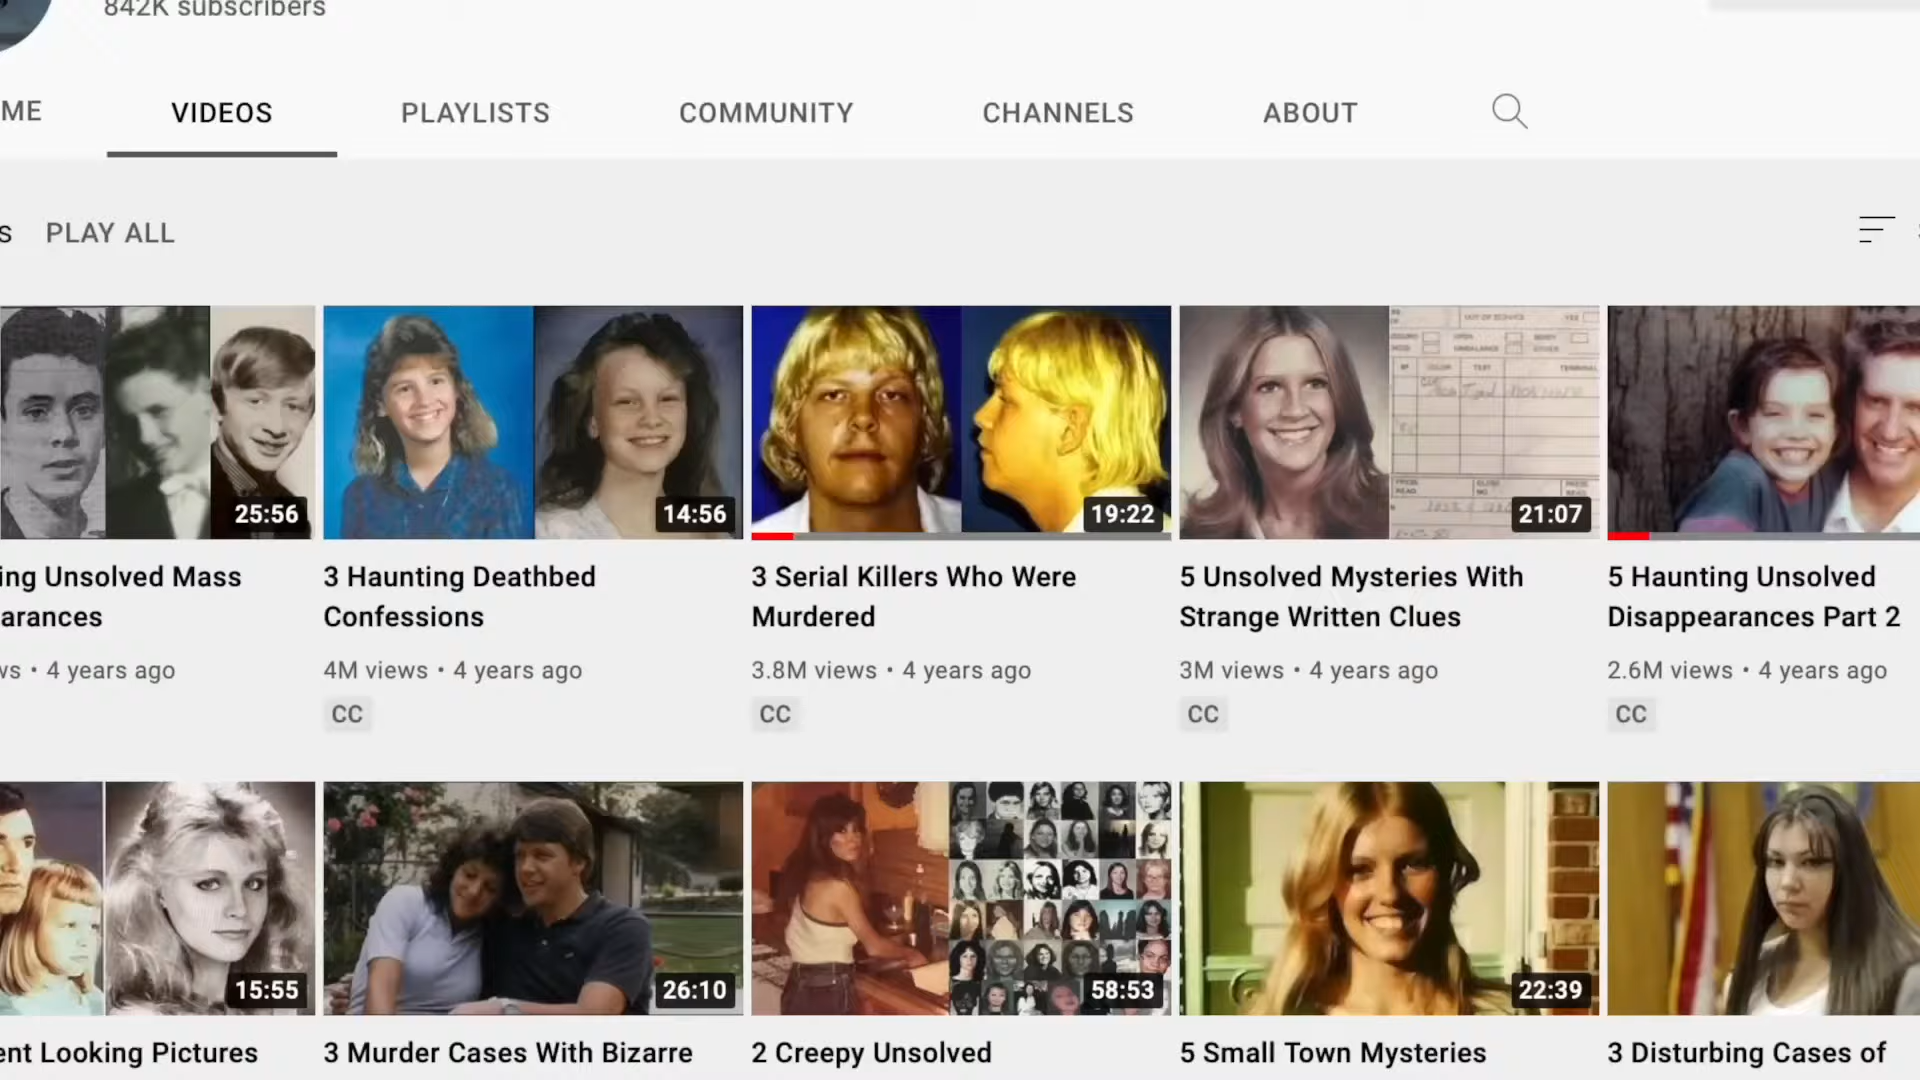 842K subscribers
ME
VIDEOS
PLAYLISTS
COMMUNITY
CHANNELS
ABOUT
s PLAY ALL
25:56
14:56
19:22
21:07
ing Unsolved Mass
arances
ws • 4 years ago
3 Haunting Deathbed
Confessions
4M views • 4 years ago
CC
3 Serial Killers Who Were
Murdered
3.8M views • 4 years ago
CC
5 Unsolved Mysteries With
Strange Written Clues
3M views • 4 years ago
CC
5 Haunting Unsolved
Disappearances Part 2
2.6M views • 4 years ago
CC
15:55
26:10
58:53
22:39
ent Looking Pictures
3 Murder Cases With Bizarre
2 Creepy Unsolved
5 Small Town Mysteries
3 Disturbing Cases of